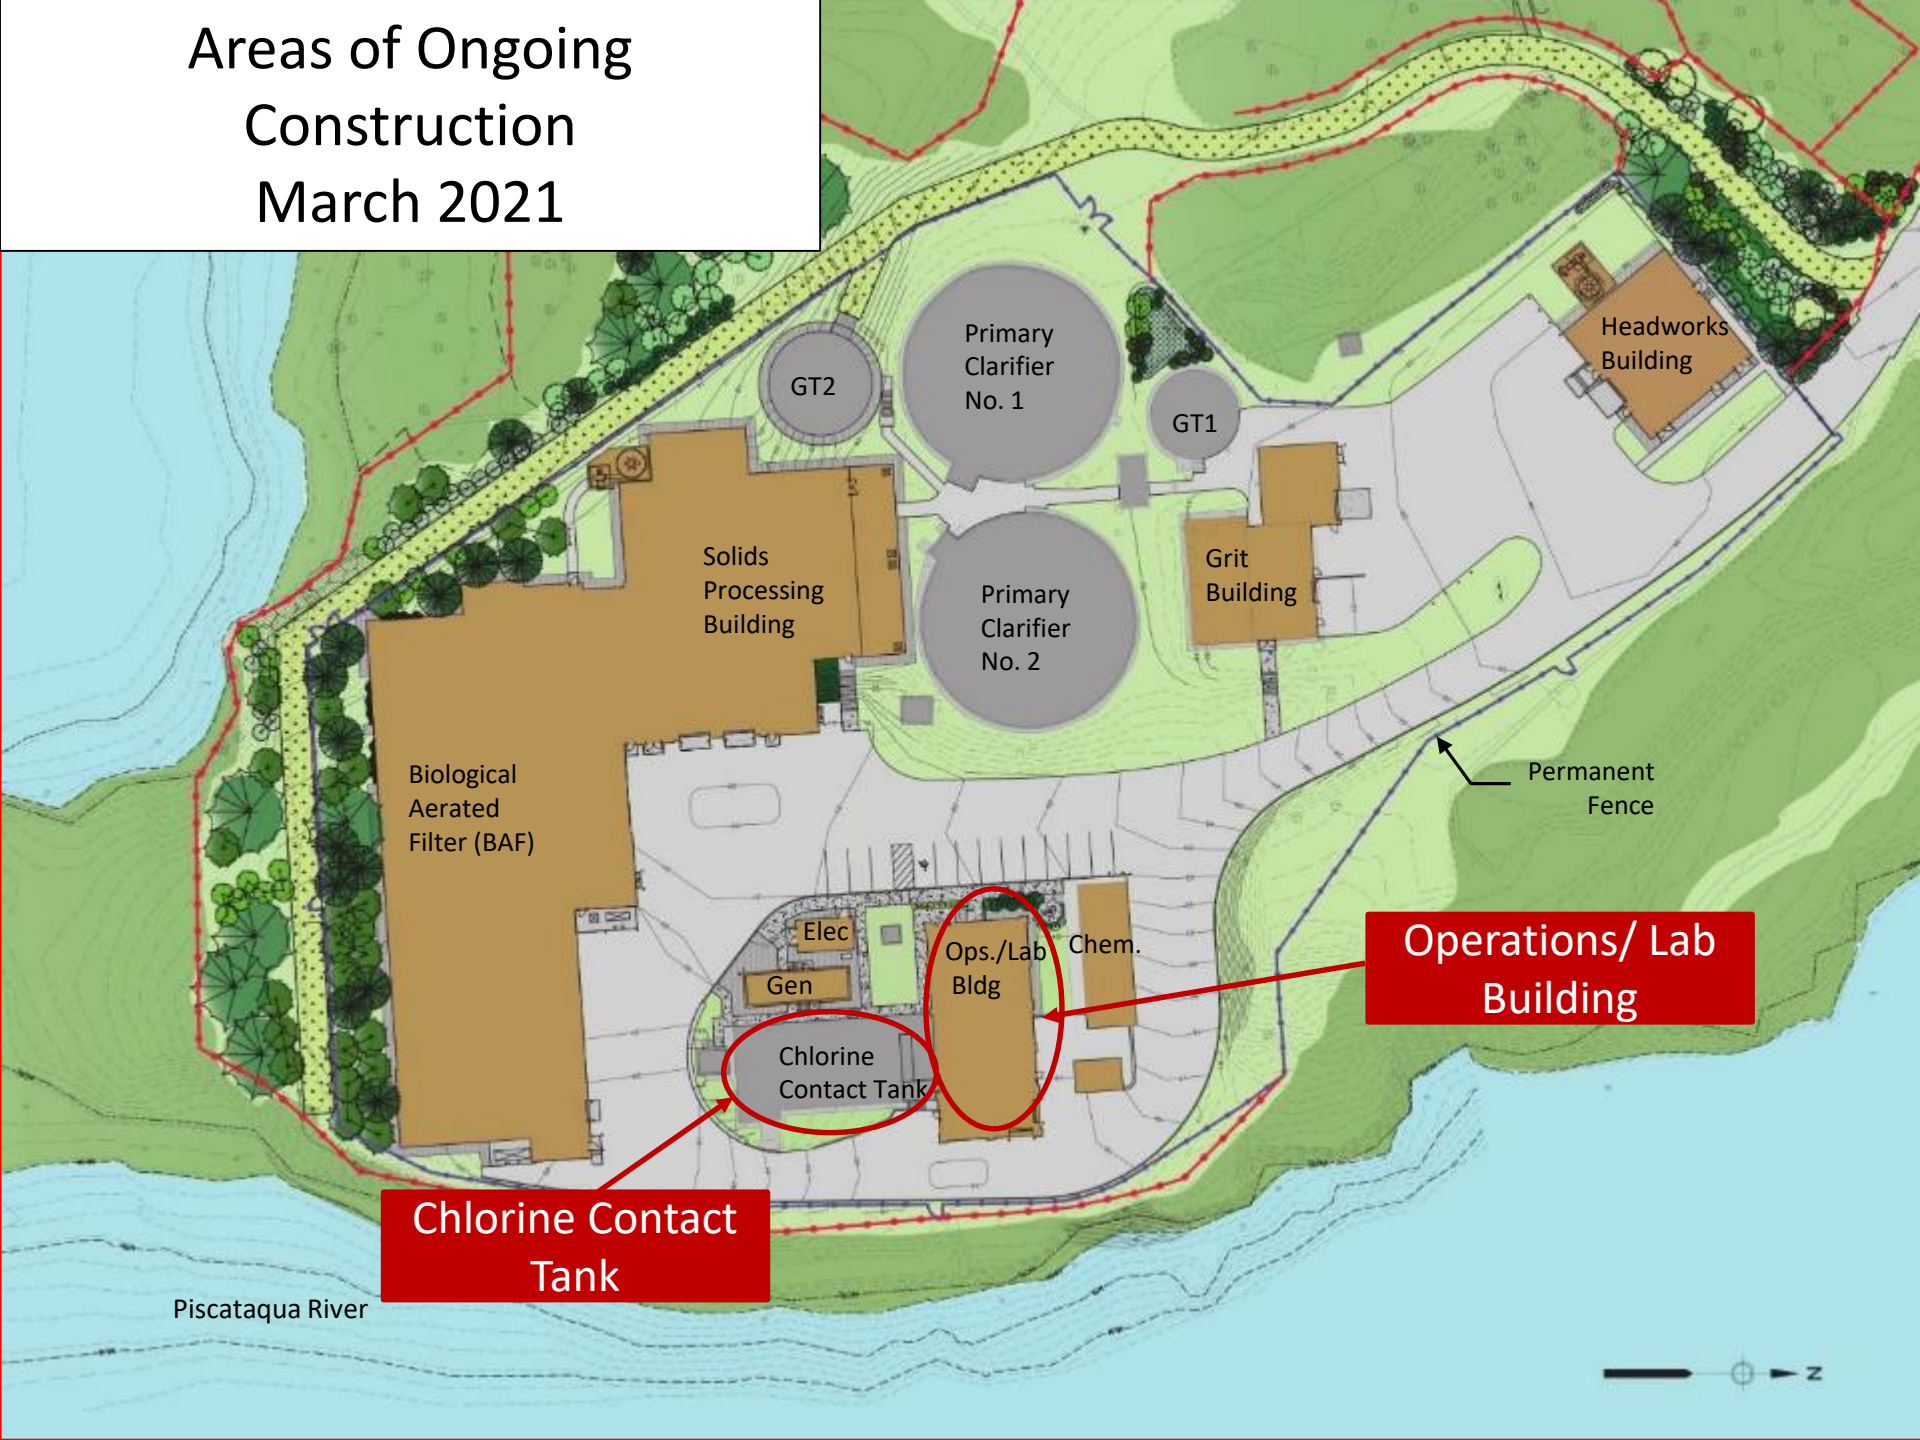 Areas of Ongoing
Construction
March 2021
Primary
Clarifier
No. 1
Headworks
Building
GT2
GT1
Solids
Processing
Building
Grit
Building
Primary
Clarifier
No. 2
Biological
Aerated
Filter (BAF)
Permanent
Fence
Elec
Gen
Ops./Lab
Bldg
Chem.
Operations/ Lab
Building
Chlorine
Contact Tank
Chlorine Contact
Tank
Piscataqua River
N